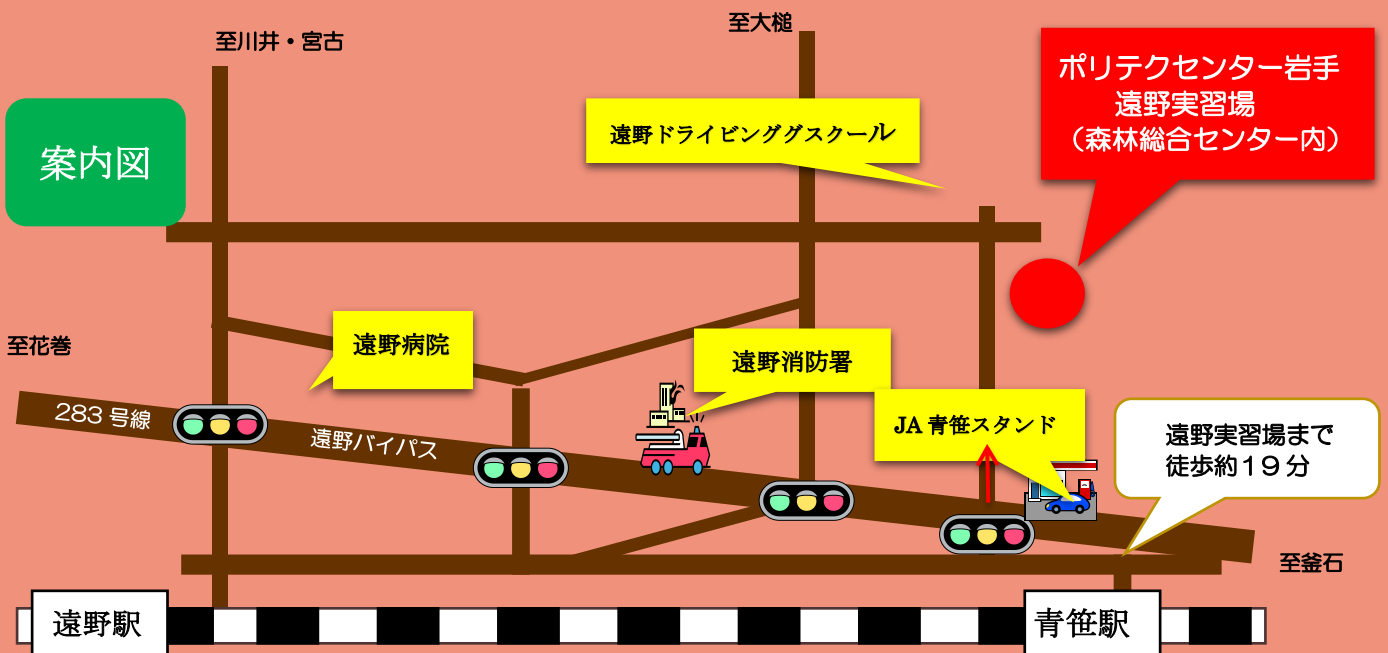 至川井・宮古
至大槌
ポリテクセンター岩手
遠野実習場
（森林総合センター内）
案内図
遠野ドライビンググスクール
至花巻
遠野病院
遠野消防署
283号線
遠野バイパス
JA青笹スタンド
遠野実習場まで
徒歩約１９分
至釜石
遠野駅
青笹駅